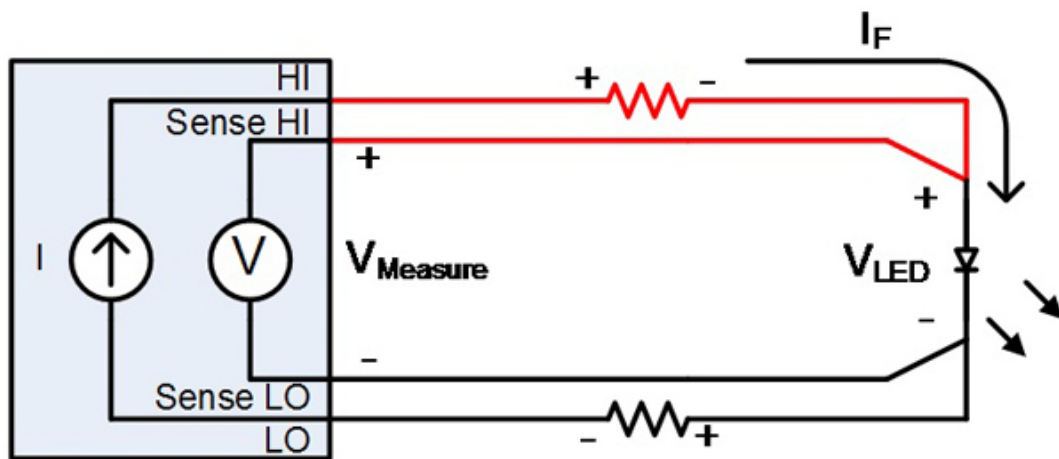 I_F
HI
+ -
Sense HI
+
+
I
V
V_Measure
V_LED
-
-
Sense LO
- +
LO